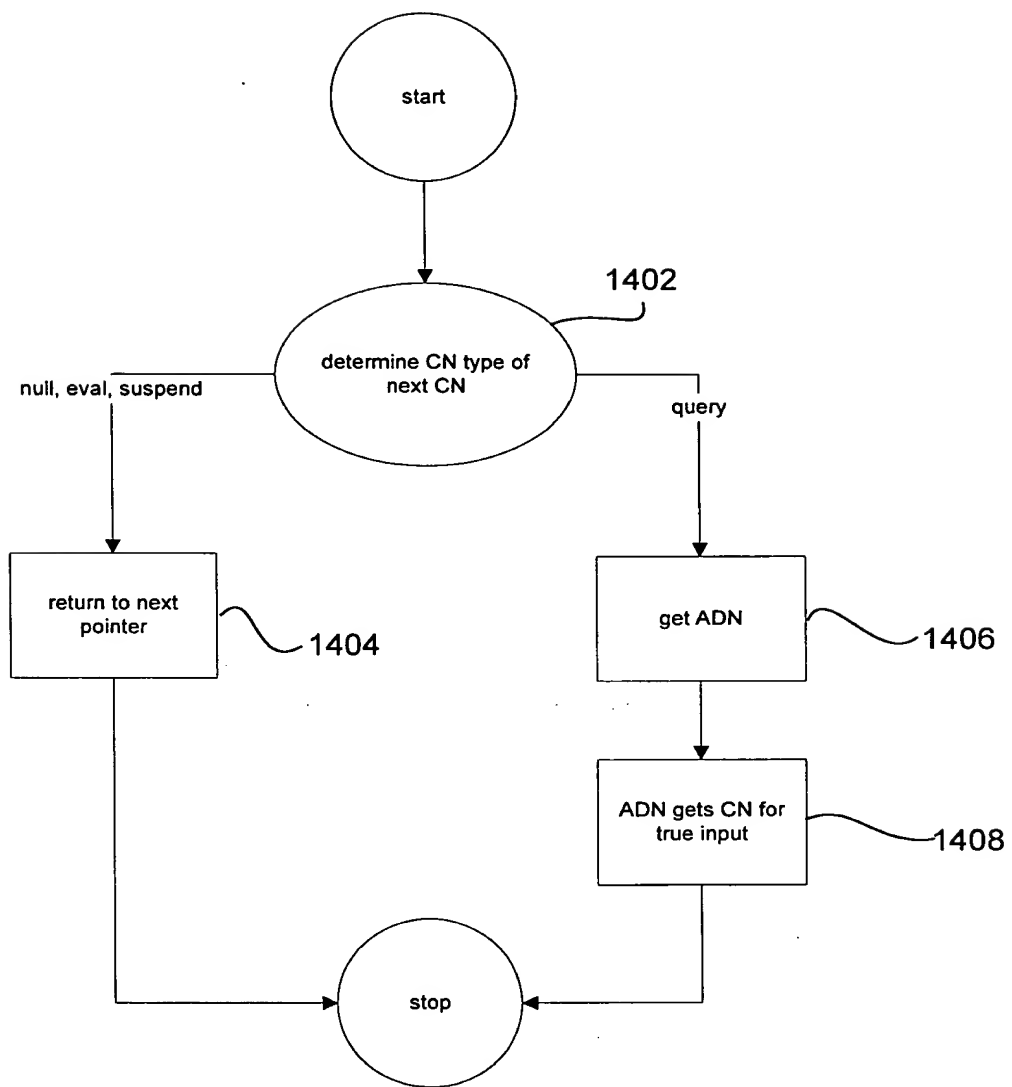 start
1402
determine CN type of
next CN
null, eval, suspend
query
return to next
pointer
1404
get ADN
1406
ADN gets CN for
true input
1408
stop